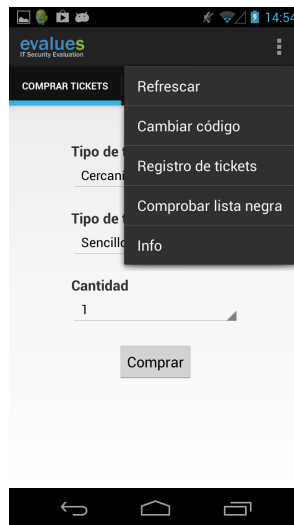 14:54
evalues
IT Security Evaluation
COMPRAR TICKETS
Refrescar
Cambiar código
Registro de tickets
Comprobar lista negra
Info
Tipo de
Cercaní
Tipo de
Sencillo
Cantidad
1
Comprar